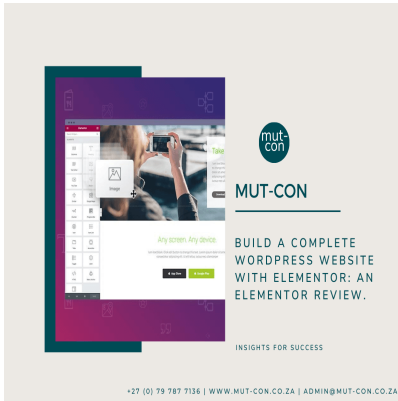 mut-
con
MUT-CON
BUILD A COMPLETE
WORDPRESS WEBSITE
WITH ELEMENTOR: AN
ELEMENTOR REVIEW.
INSIGHTS FOR SUCCESS
Take
Image
Any screen. Any device.
+27 (0) 79 787 7136 | WWW.MUT-CON.CO.ZA | ADMIN@MUT-CON.CO.ZA